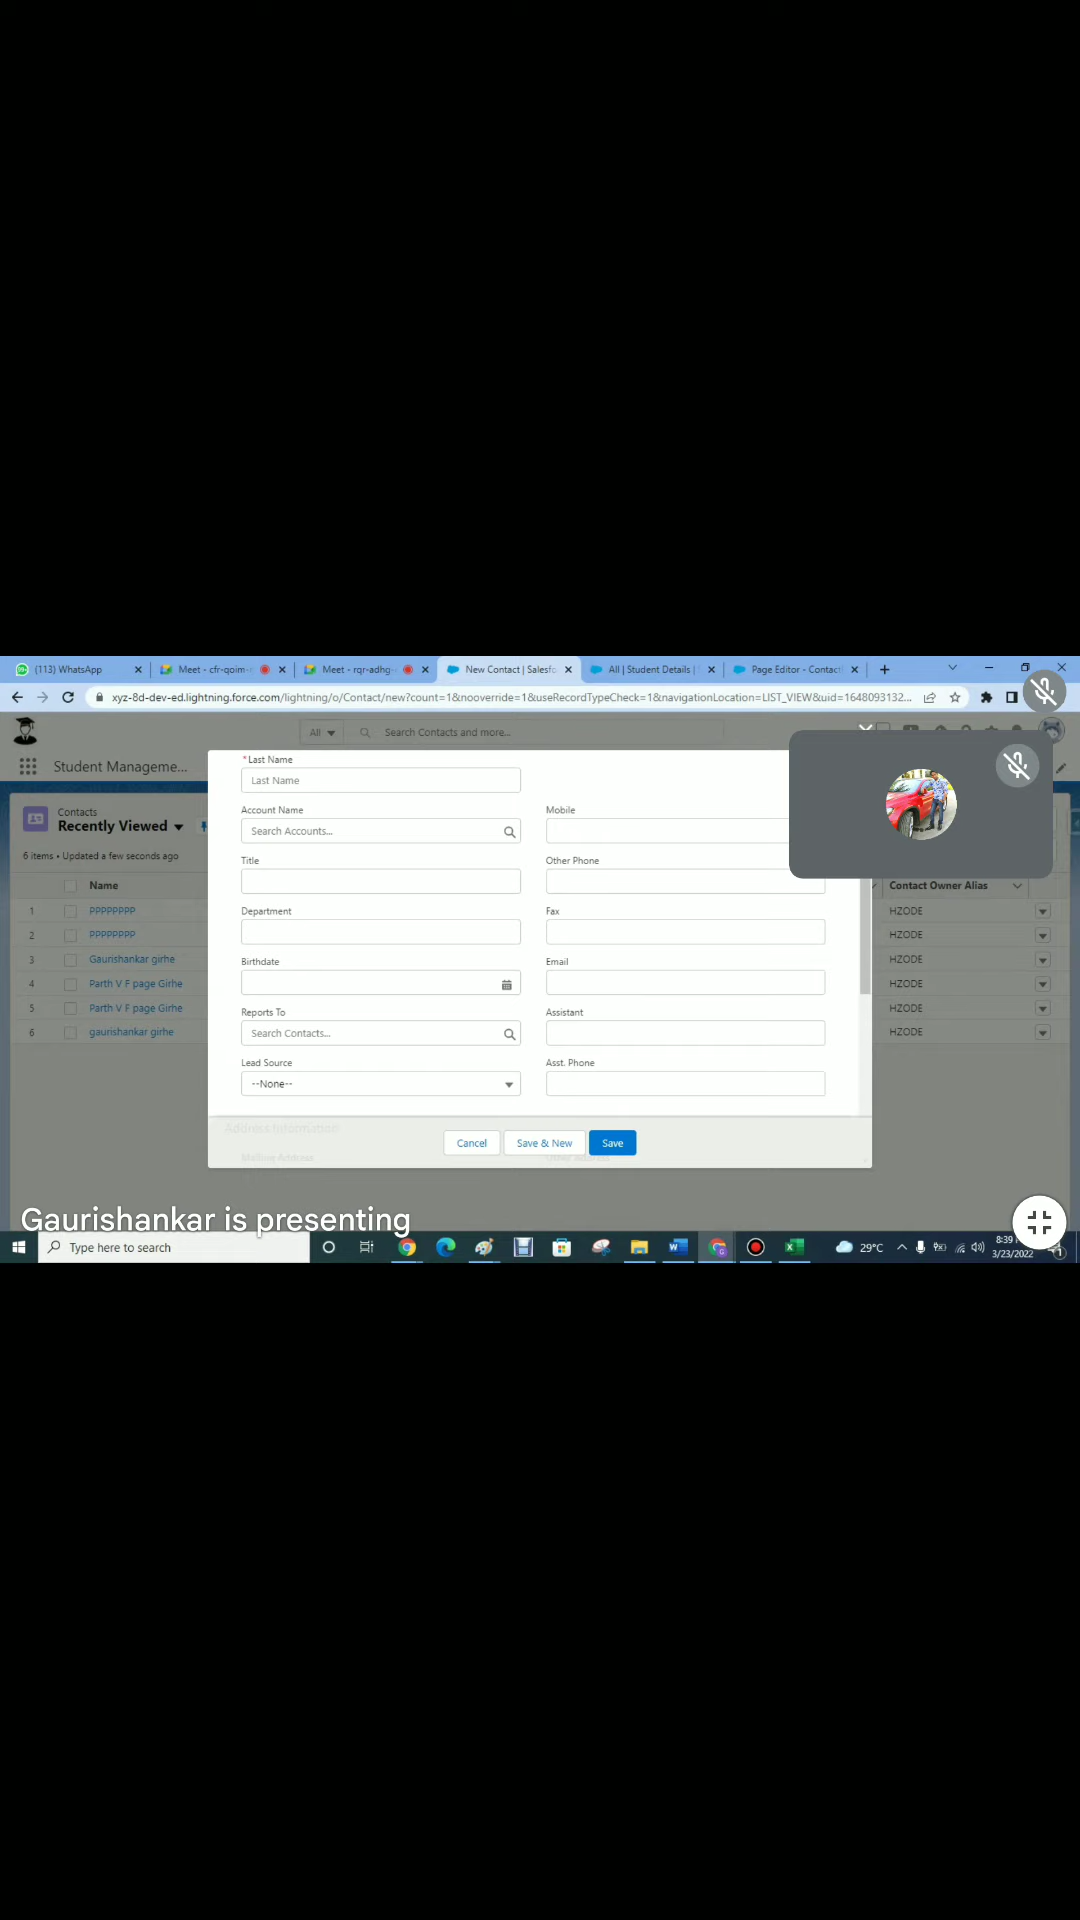 (113) WhatsApp
Meet - cfr-qoim-
Meet - rqr-adhg-
New Contact | Salesfo
All | Student Details |
Page Editor - Contact
xyz-8d-dev-ed.lightning.force.com/lightning/o/Contact/new?count=1&nooverride=1&useRecordTypeCheck=1&navigationLocation=LIST_VIEW&uid=1648093132...
All
Search Contacts and more...
Student Manageme...
Contacts
Recently Viewed
6 items • Updated a few seconds ago
Name
Contact Owner Alias
1 PPPPPPPP HZODE
2 PPPPPPPP HZODE
3 Gaurishankar girhe HZODE
4 Parth V F page Girhe HZODE
5 Parth V F page Girhe HZODE
6 gaurishankar girhe HZODE
*Last Name
Last Name
Account Name
Search Accounts...
Mobile
Title
Other Phone
Department
Fax
Birthdate
Email
Reports To
Search Contacts...
Assistant
Lead Source
--None--
Asst. Phone
Address Information
Mailing Address
Other Address
Cancel
Save & New
Save
Gaurishankar is presenting
Type here to search
29°C
8:39
3/23/2022